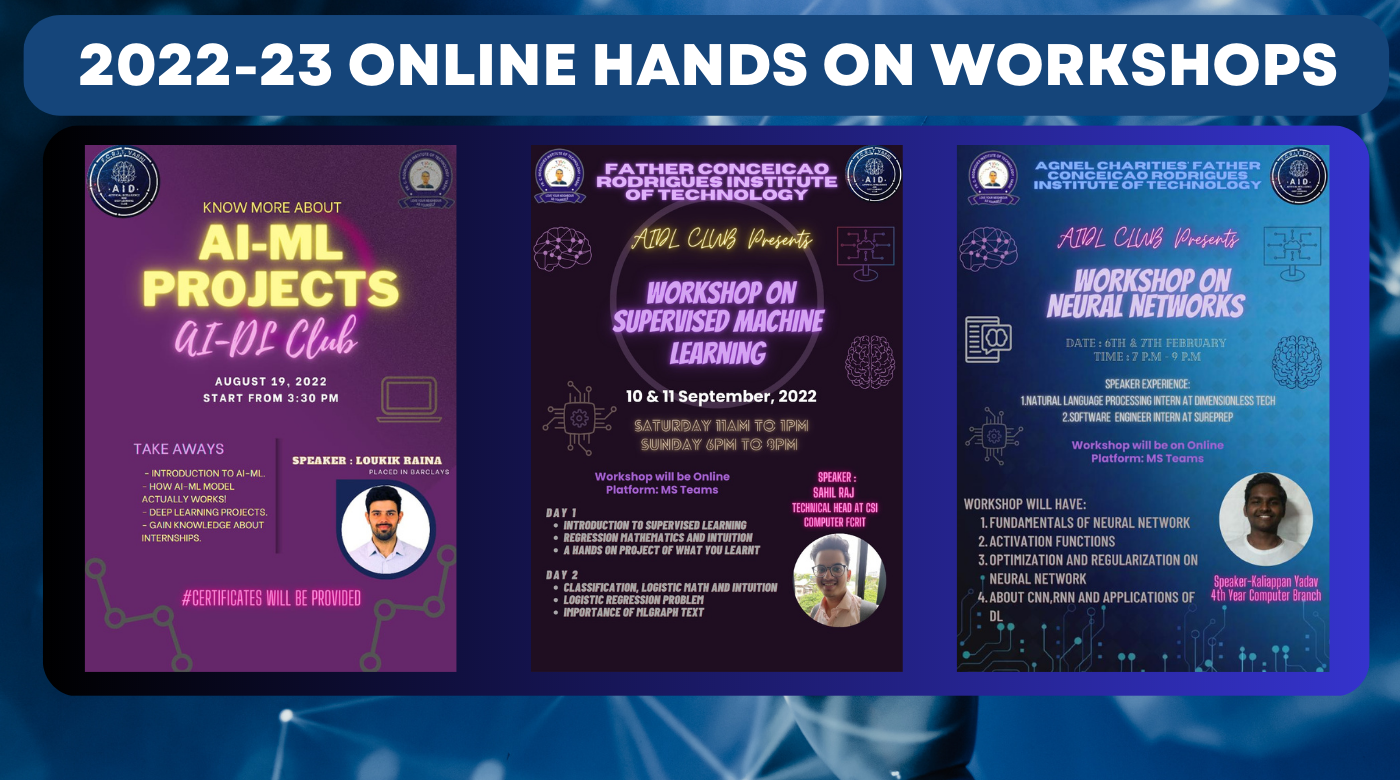 2022-23 ONLINE HANDS ON WORKSHOPS
KNOW MORE ABOUT
AI-ML
PROJECTS
AI-DL Club
AUGUST 19, 2022
START FROM 3:30 PM
TAKE AWAYS
- INTRODUCTION TO AI-ML.
- HOW AI-ML MODEL
ACTUALLY WORKS!
- DEEP LEARNING PROJECTS.
- GAIN KNOWLEDGE ABOUT
INTERNSHIPS.
SPEAKER : LOUKIK RAINA
PLACED IN BARCLAYS
#CERTIFICATES WILL BE PROVIDED
A.I.D
FATHER CONCEICAO
RODRIGUES INSTITUTE
OF TECHNOLOGY
A.I.D
AIDL CLUB Presents
WORKSHOP ON
SUPERVISED MACHINE
LEARNING
10 & 11 September, 2022
SATURDAY 11AM TO 1PM
SUNDAY 6PM TO 8PM
Workshop will be Online
Platform: MS Teams
DAY 1
• INTRODUCTION TO SUPERVISED LEARNING
• REGRESSION MATHEMATICS AND INTUITION
• A HANDS ON PROJECT OF WHAT YOU LEARNT
DAY 2
• CLASSIFICATION, LOGISTIC MATH AND INTUITION
• LOGISTIC REGRESSION PROBLEM
• IMPORTANCE OF MLGRAPH TEXT
SPEAKER :
SAHIL RAJ
TECHNICAL HEAD AT CSI
COMPUTER FCRIT
AGNEL CHARITIES' FATHER
CONCEICAO RODRIGUES
INSTITUTE OF TECHNOLOGY
A.I.D
AIDL CLUB Presents
WORKSHOP ON
NEURAL NETWORKS
DATE : 6TH & 7TH FEBRUARY
TIME : 7 P.M - 9 P.M
SPEAKER EXPERIENCE:
1.NATURAL LANGUAGE PROCESSING INTERN AT DIMENSIONLESS TECH
2.SOFTWARE ENGINEER INTERN AT SUREPREP
Workshop will be on Online
Platform: MS Teams
WORKSHOP WILL HAVE:
1. FUNDAMENTALS OF NEURAL NETWORK
2. ACTIVATION FUNCTIONS
3. OPTIMIZATION AND REGULARIZATION ON
NEURAL NETWORK
4. ABOUT CNN,RNN AND APPLICATIONS OF
DL
Speaker-Kaliappan Yadav
4th Year Computer Branch